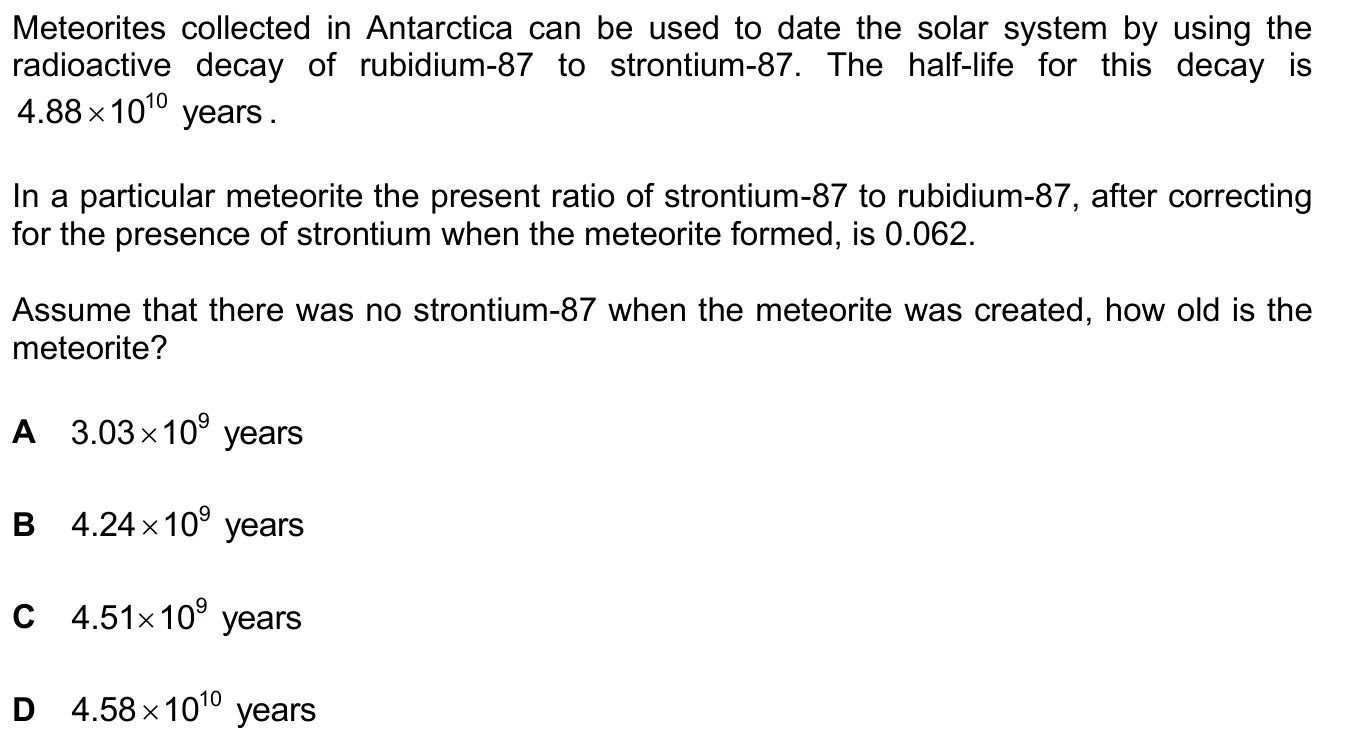 Meteorites collected in Antarctica can be used to date the solar system by using the
radioactive decay of rubidium-87 to strontium-87. The half-life for this decay is
4.88×10¹⁰ years.
In a particular meteorite the present ratio of strontium-87 to rubidium-87, after correcting
for the presence of strontium when the meteorite formed, is 0.062.
Assume that there was no strontium-87 when the meteorite was created, how old is the
meteorite?
A 3.03×10⁹ years
B 4.24×10⁹ years
C 4.51×10⁹ years
D 4.58×10¹⁰ years